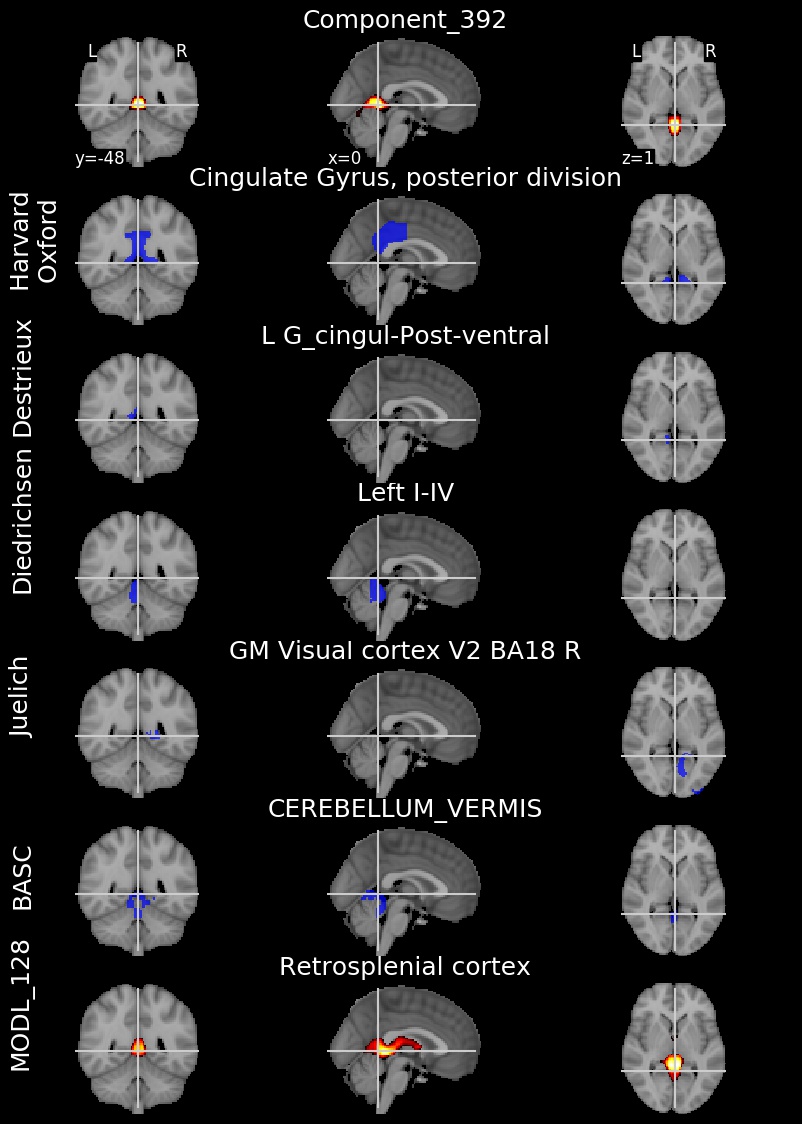 Component_392
L R L R
y=-48 x=0 z=1
Cingulate Gyrus, posterior division
Harvard
Oxford
L G_cingul-Post-ventral
Destrieux
Left I-IV
Diedrichsen
GM Visual cortex V2 BA18 R
Juelich
CEREBELLUM_VERMIS
BASC
Retrosplenial cortex
MODL_128